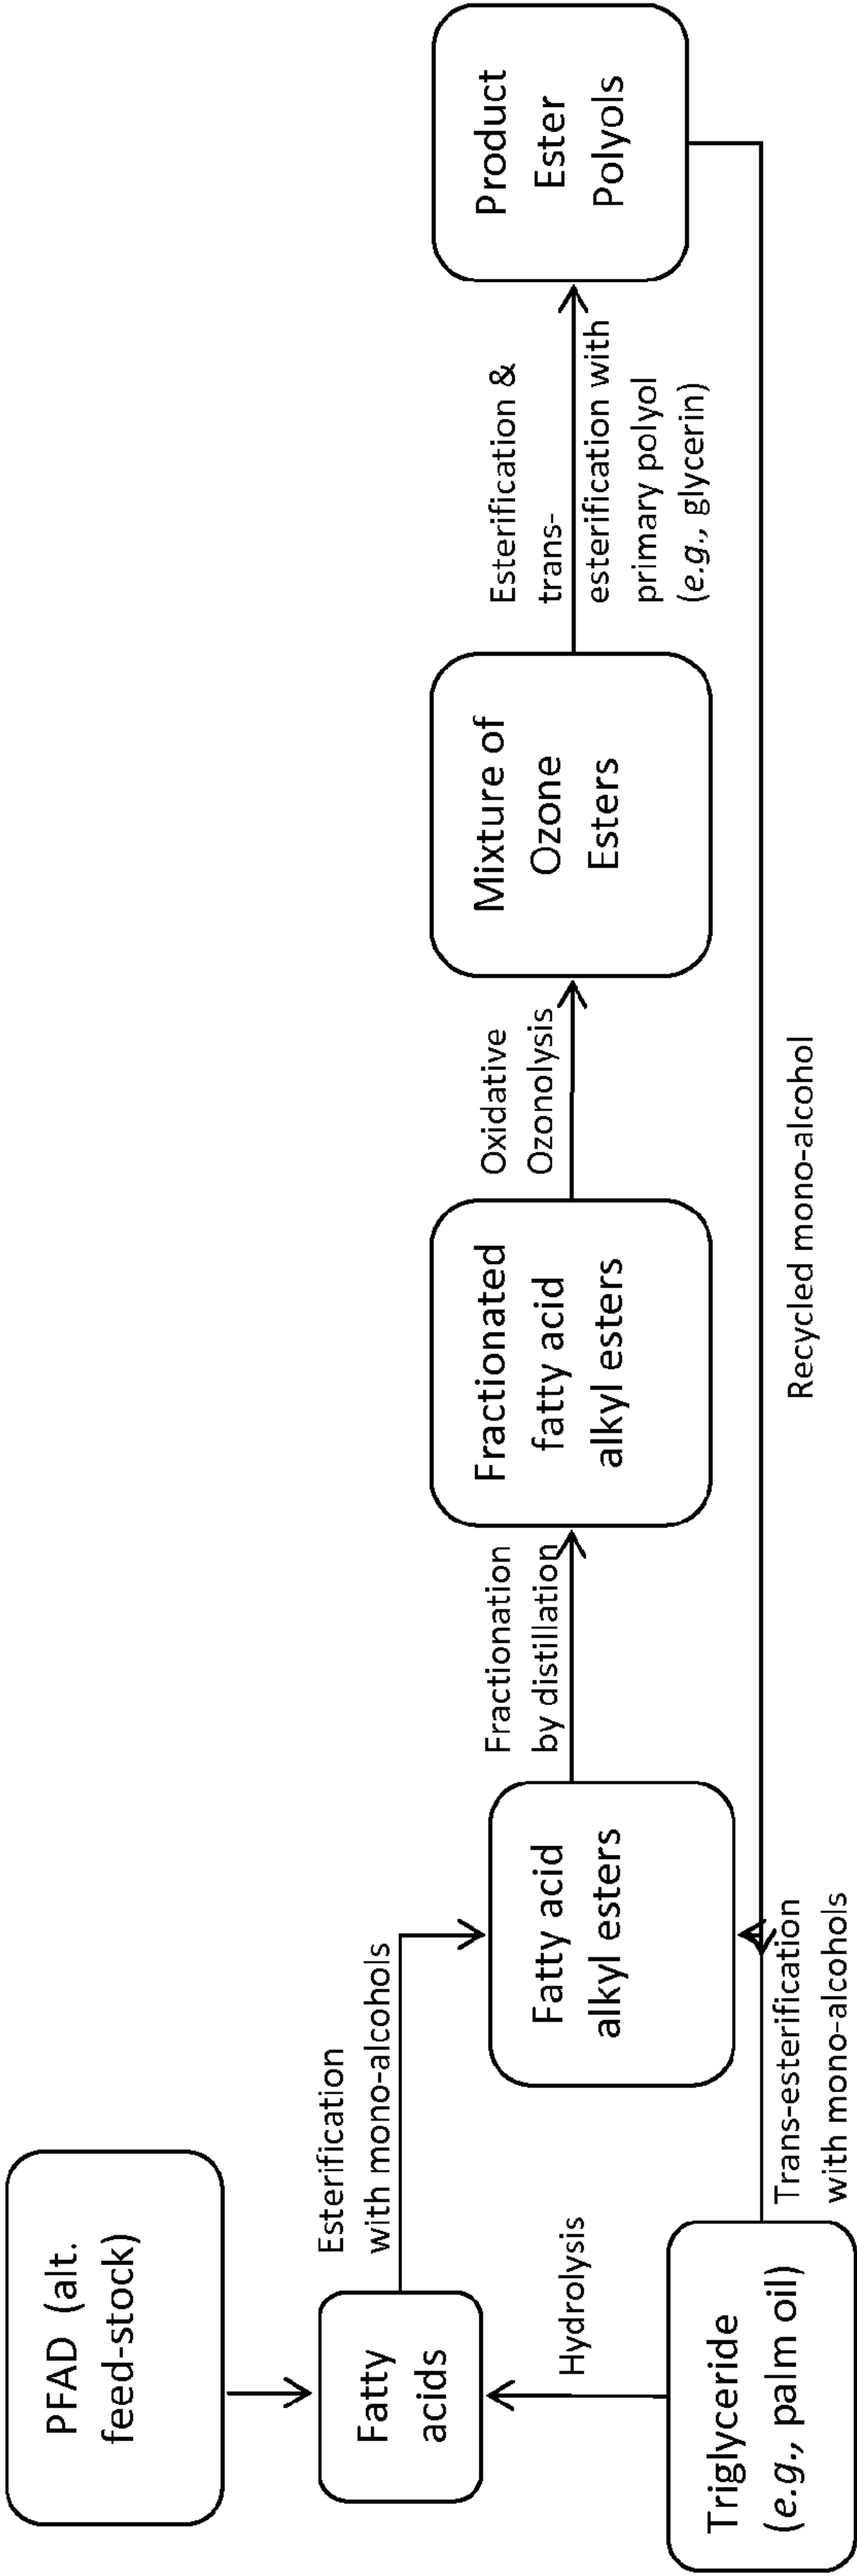 PFAD (alt.
feed-stock)
Fatty
acids
Triglyceride
(e.g., palm oil)
Hydrolysis
Esterification
with mono-alcohols
Trans-esterification
with mono-alcohols
Fatty acid
alkyl esters
Fractionation
by distillation
Fractionated
fatty acid
alkyl esters
Oxidative
Ozonolysis
Mixture of
Ozone
Esters
Esterification &
trans-
esterification with
primary polyol
(e.g., glycerin)
Product
Ester
Polyols
Recycled mono-alcohol